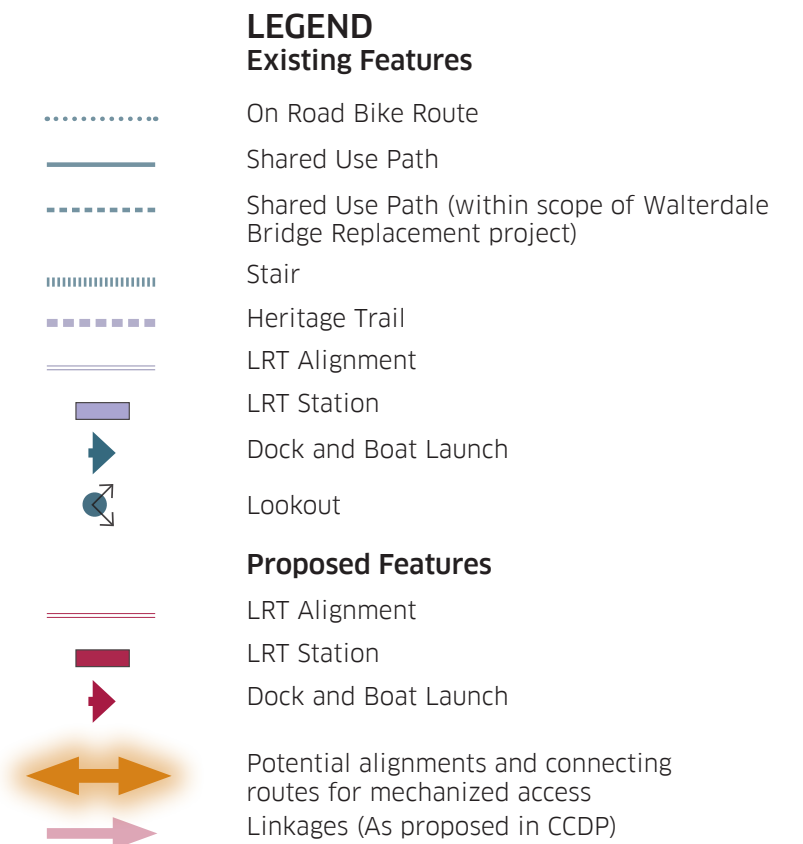 LEGEND
Existing Features
On Road Bike Route
Shared Use Path
Shared Use Path (within scope of Walterdale
Bridge Replacement project)
Stair
Heritage Trail
LRT Alignment
LRT Station
Dock and Boat Launch
Lookout
Proposed Features
LRT Alignment
LRT Station
Dock and Boat Launch
Potential alignments and connecting
routes for mechanized access
Linkages (As proposed in CCDP)